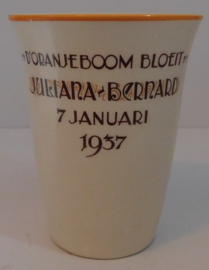 D'ORANJEBOOM BLOEIT
JULIANA-BERNARD
7 JANUARI
1937